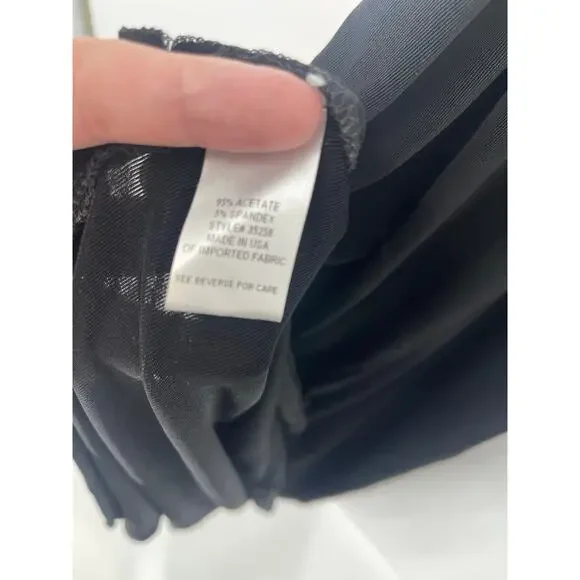 95% ACETATE
5% SPANDEX
STYLE# 35258
MADE IN USA
OF IMPORTED FABRIC
SEE REVERSE FOR CARE